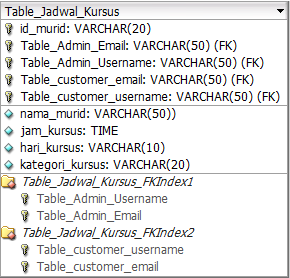 Table_Jadwal_Kursus
id_murid: VARCHAR(20)
Table_Admin_Email: VARCHAR(50) (FK)
Table_Admin_Username: VARCHAR(50) (FK)
Table_customer_email: VARCHAR(50) (FK)
Table_customer_username: VARCHAR(50) (FK)
nama_murid: VARCHAR(50))
jam_kursus: TIME
hari_kursus: VARCHAR(10)
kategori_kursus: VARCHAR(20)
Table_Jadwal_Kursus_FKIndex1
Table_Admin_Username
Table_Admin_Email
Table_Jadwal_Kursus_FKIndex2
Table_customer_username
Table_customer_email